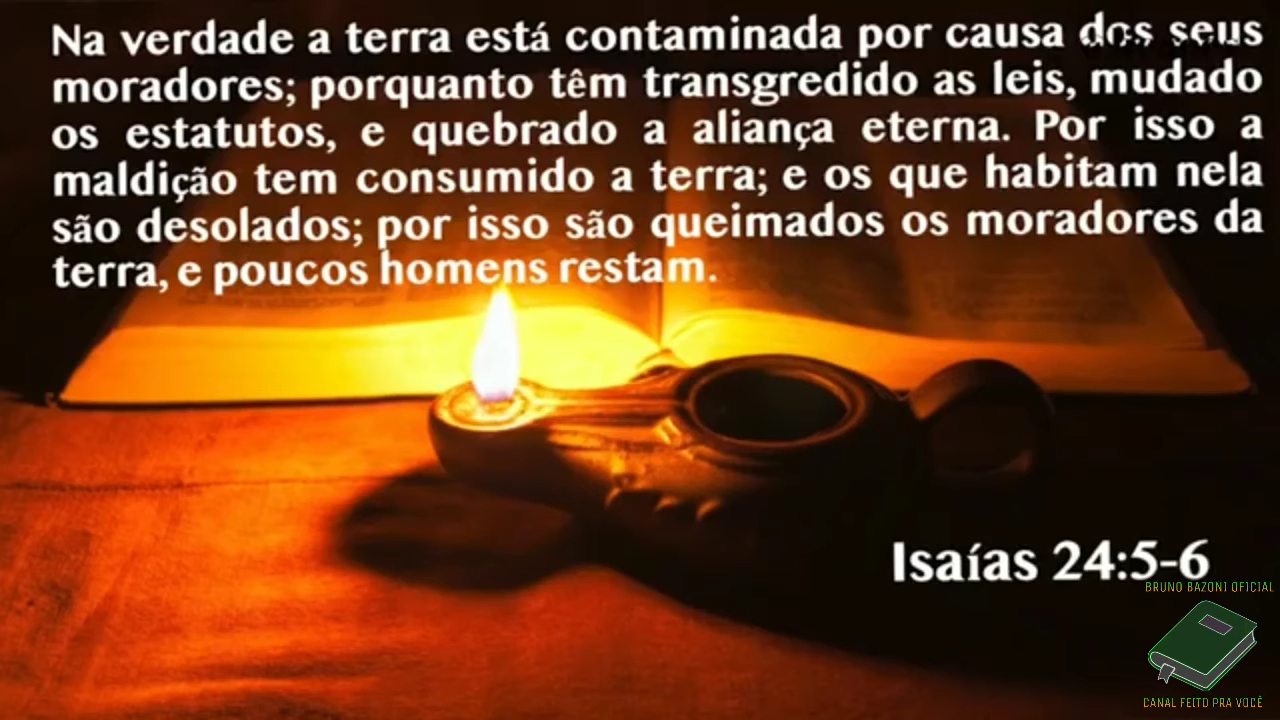 Na verdade a terra está contaminada por causa dos seus
moradores; porquanto têm transgredido as leis, mudado
os estatutos, e quebrado a aliança eterna. Por isso a
maldição tem consumido a terra; e os que habitam nela
são desolados; por isso são queimados os moradores da
terra, e poucos homens restam.
Isaías 24:5-6
BRUNO BAZONI OFICIAL
CANAL FEITO PRA VOCÊ